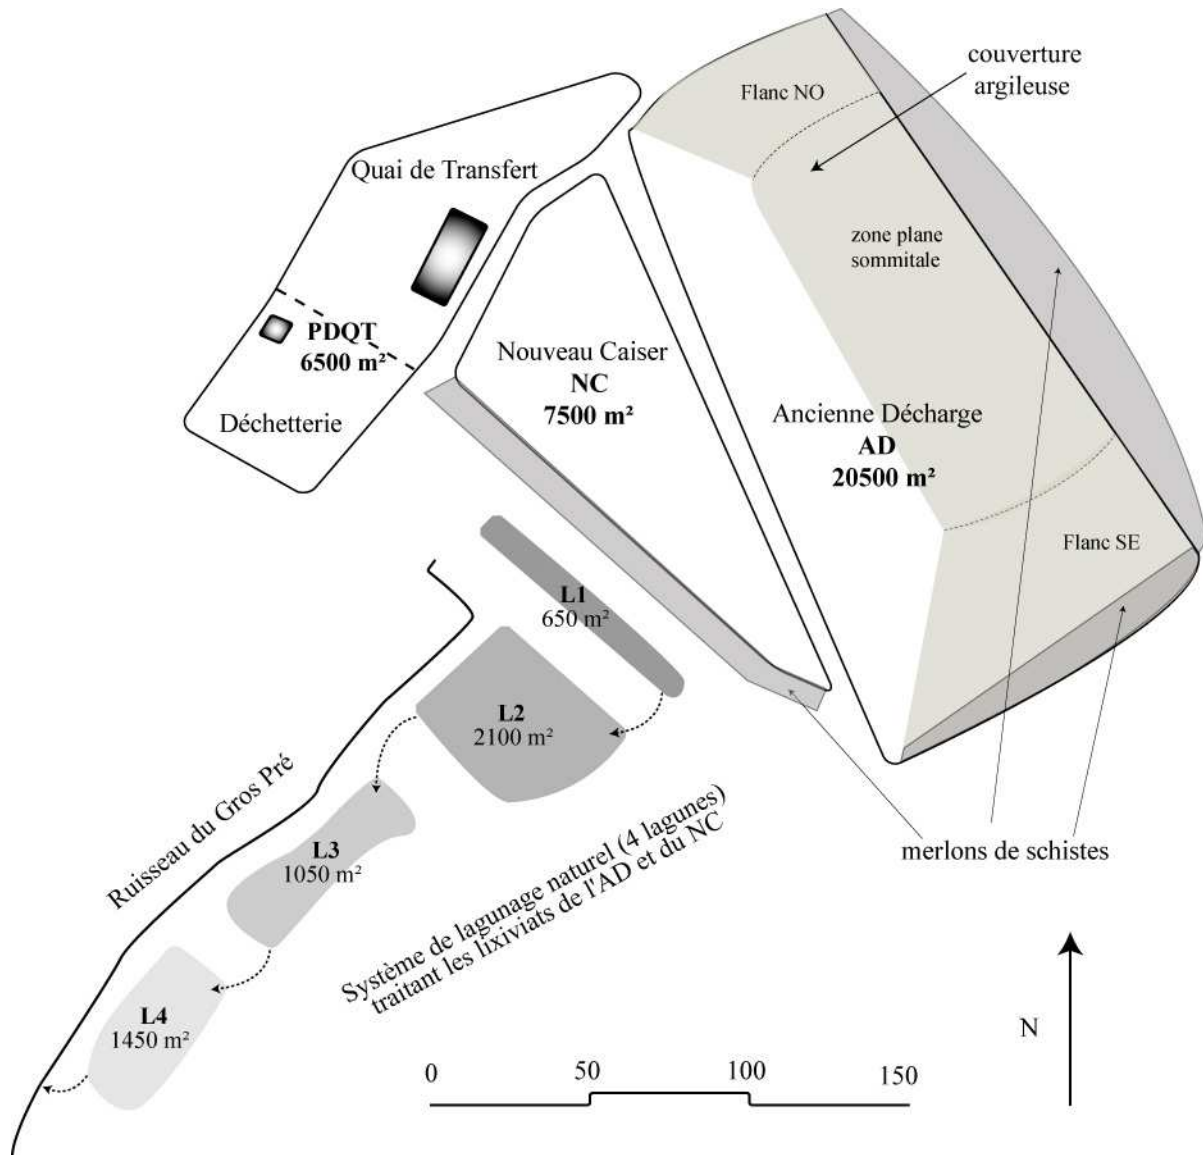 couverture
argileuse
Flanc NO
Quai de Transfert
zone plane
sommitale
PDQT
6500 m²
Nouveau Caiser
NC
7500 m²
Déchetterie
Ancienne Décharge
AD
20500 m²
Flanc SE
L1
650 m²
L2
2100 m²
Ruisseau du Gros Pré
L3
1050 m²
merlons de schistes
Système de lagunage naturel (4 lagunes)
traitant les lixiviats de l'AD et du NC
L4
1450 m²
N
0 50 100 150